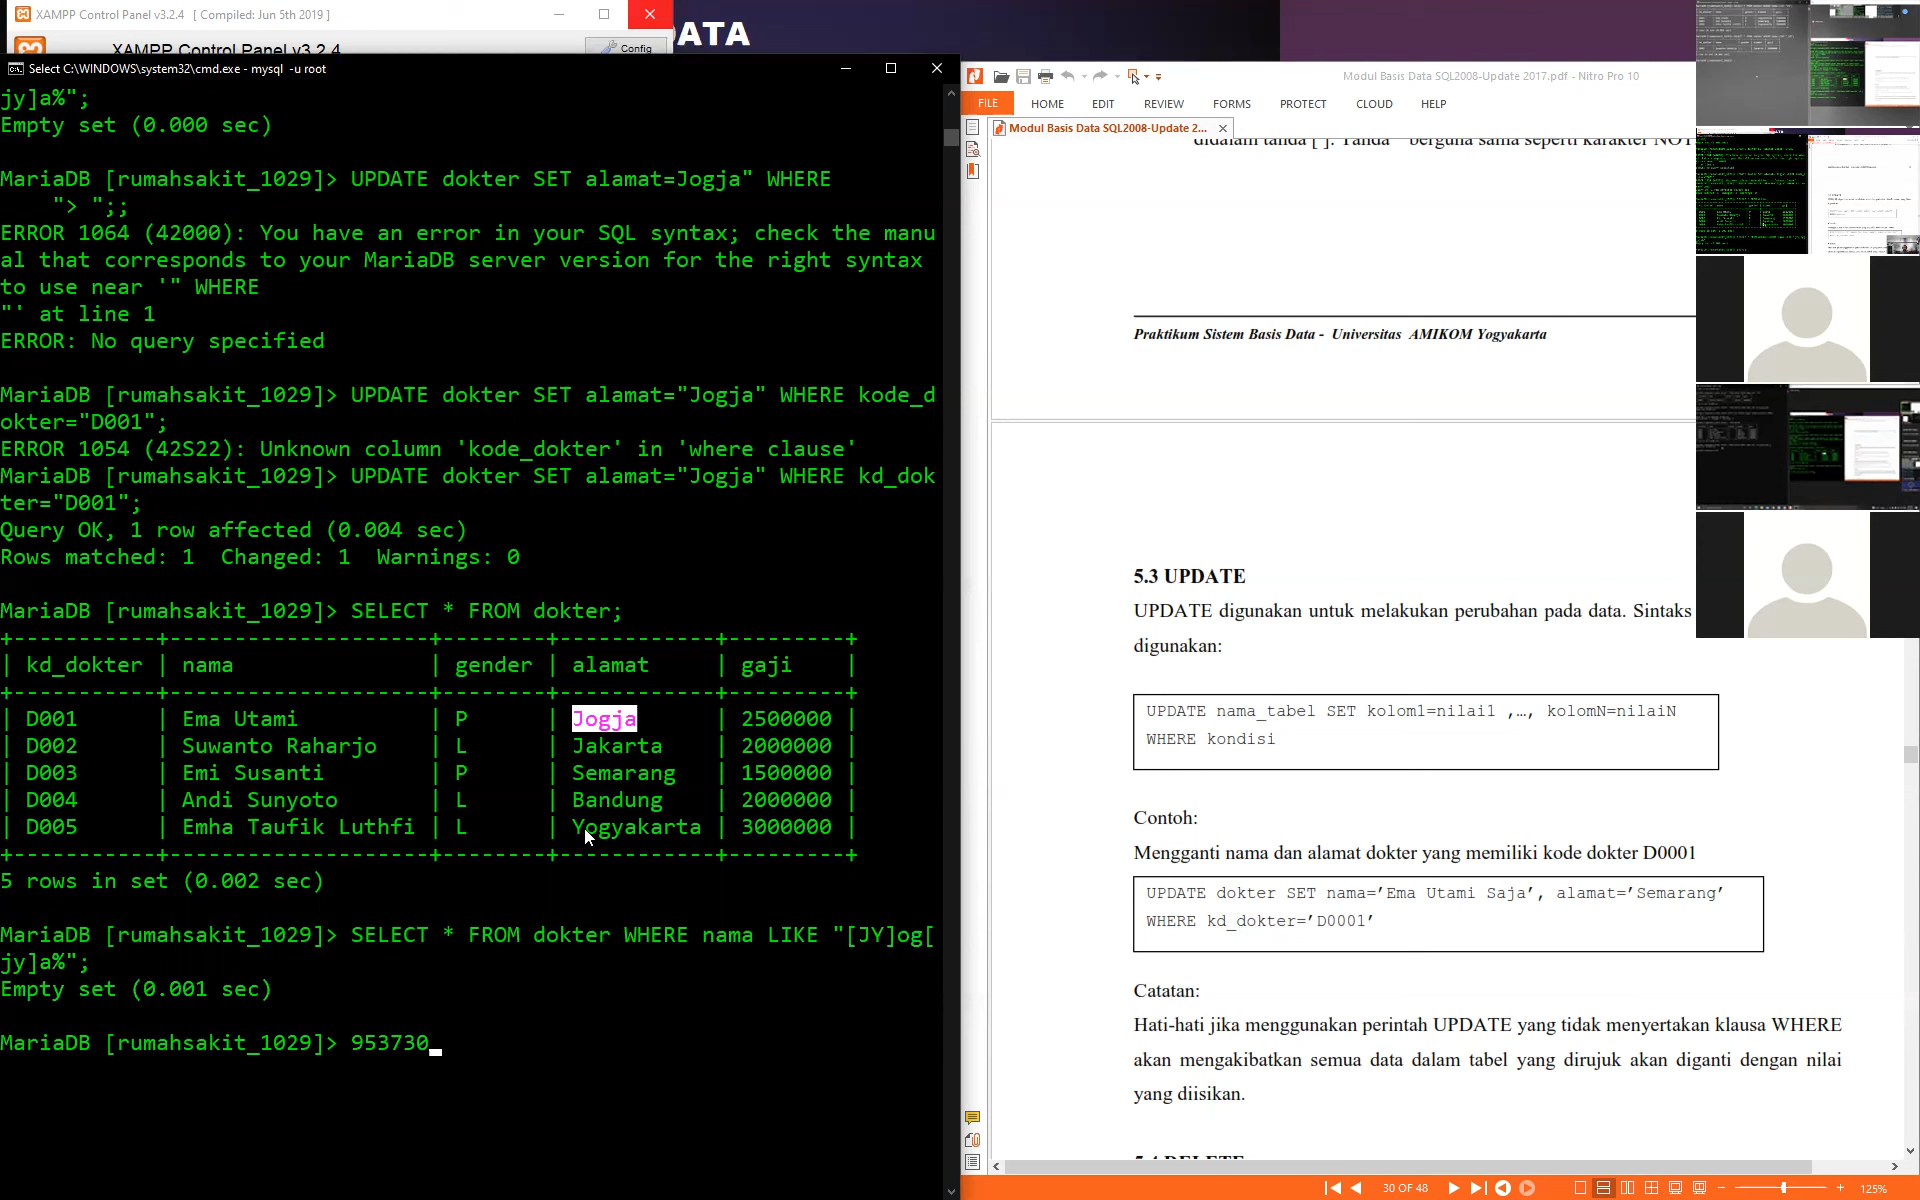 XAMPP Control Panel v3.2.4 [ Compiled: Jun 5th 2019 ]
XAMPP Control Panel v3.2.4
Config
ATA
Select C:\WINDOWS\system32\cmd.exe - mysql -u root
jy]a%";
Empty set (0.000 sec)
MariaDB [rumahsakit_1029]> UPDATE dokter SET alamat=Jogja" WHERE
"> ";;
ERROR 1064 (42000): You have an error in your SQL syntax; check the manu
al that corresponds to your MariaDB server version for the right syntax
to use near '" WHERE
"' at line 1
ERROR: No query specified
MariaDB [rumahsakit_1029]> UPDATE dokter SET alamat="Jogja" WHERE kode_d
okter="D001";
ERROR 1054 (42S22): Unknown column 'kode_dokter' in 'where clause'
MariaDB [rumahsakit_1029]> UPDATE dokter SET alamat="Jogja" WHERE kd_dok
ter="D001";
Query OK, 1 row affected (0.004 sec)
Rows matched: 1  Changed: 1  Warnings: 0
MariaDB [rumahsakit_1029]> SELECT * FROM dokter;
+-----------+--------------------+--------+------------+---------+
| kd_dokter | nama               | gender | alamat     | gaji    |
+-----------+--------------------+--------+------------+---------+
| D001      | Ema Utami          | P      | Jogja      | 2500000 |
| D002      | Suwanto Raharjo    | L      | Jakarta    | 2000000 |
| D003      | Emi Susanti        | P      | Semarang   | 1500000 |
| D004      | Andi Sunyoto       | L      | Bandung    | 2000000 |
| D005      | Emha Taufik Luthfi | L      | Yogyakarta | 3000000 |
+-----------+--------------------+--------+------------+---------+
5 rows in set (0.002 sec)
MariaDB [rumahsakit_1029]> SELECT * FROM dokter WHERE nama LIKE "[JY]og[
jy]a%";
Empty set (0.001 sec)
MariaDB [rumahsakit_1029]> 953730_
Modul Basis Data SQL2008-Update 2017.pdf - Nitro Pro 10
FILE HOME EDIT REVIEW FORMS PROTECT CLOUD HELP
Modul Basis Data SQL2008-Update 2...
didalam tanda [ ]. Tanda ^ berguna sama seperti karakter NOT
Praktikum Sistem Basis Data - Universitas AMIKOM Yogyakarta
5.3 UPDATE
UPDATE digunakan untuk melakukan perubahan pada data. Sintaks
digunakan:
UPDATE nama_tabel SET kolom1=nilai1 ,…, kolomN=nilaiN
WHERE kondisi
Contoh:
Mengganti nama dan alamat dokter yang memiliki kode dokter D0001
UPDATE dokter SET nama=’Ema Utami Saja’, alamat=’Semarang’
WHERE kd_dokter=’D0001’
Catatan:
Hati-hati jika menggunakan perintah UPDATE yang tidak menyertakan klausa WHERE
akan mengakibatkan semua data dalam tabel yang dirujuk akan diganti dengan nilai
yang diisikan.
5.4 DELETE
30 OF 48
125%